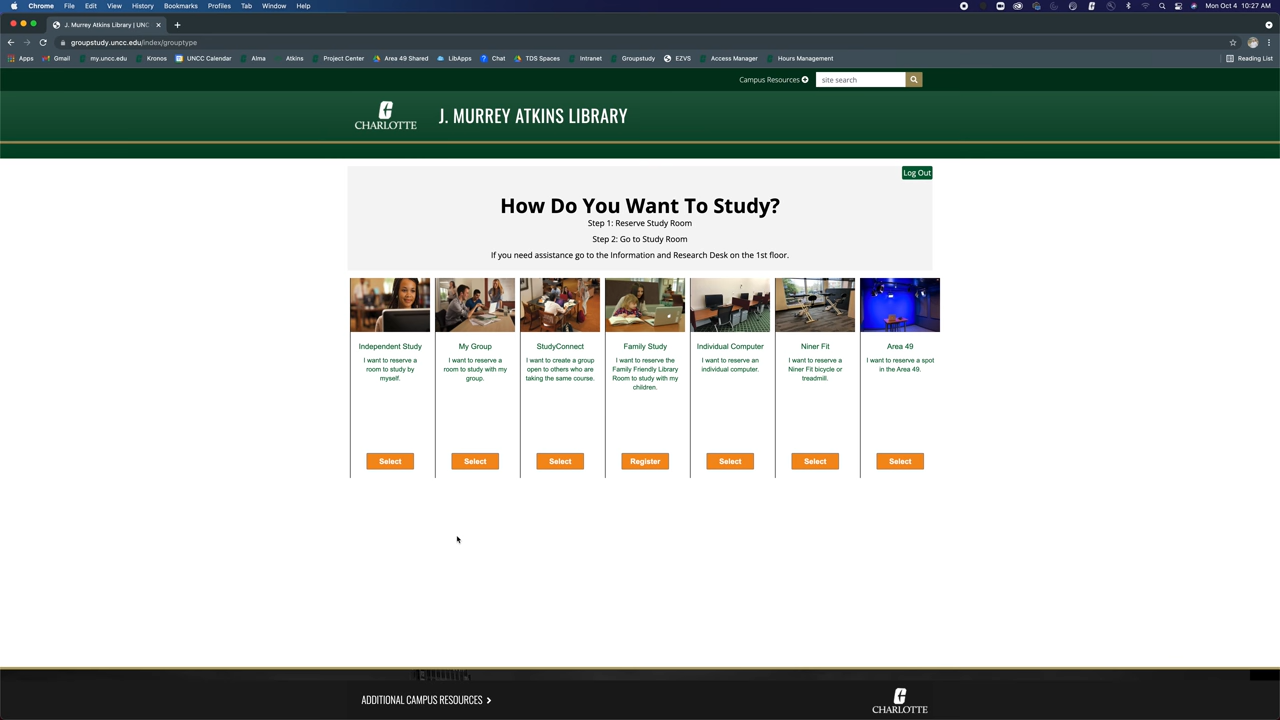 Chrome File Edit View History Bookmarks Profiles Tab Window Help Mon Oct 4 10:27 AM
J. Murrey Atkins Library | UNC
groupstudy.uncc.edu/index/grouptype
Apps Gmail my.uncc.edu Kronos UNCC Calendar Alma Atkins Project Center Area 49 Shared LibApps Chat TDS Spaces Intranet Groupstudy EZVS Access Manager Hours Management Reading List
Campus Resources site search
CHARLOTTE J. MURREY ATKINS LIBRARY
Log Out
How Do You Want To Study?
Step 1: Reserve Study Room
Step 2: Go to Study Room
If you need assistance go to the Information and Research Desk on the 1st floor.
Independent Study
I want to reserve a
room to study by
myself.
Select
My Group
I want to reserve a
room to study with my
group.
Select
StudyConnect
I want to create a group
open to others who are
taking the same course.
Select
Family Study
I want to reserve the
Family Friendly Library
Room to study with my
children.
Register
Individual Computer
I want to reserve an
individual computer.
Select
Niner Fit
I want to reserve a
Niner Fit bicycle or
treadmill.
Select
Area 49
I want to reserve a spot
in the Area 49.
Select
ADDITIONAL CAMPUS RESOURCES
CHARLOTTE